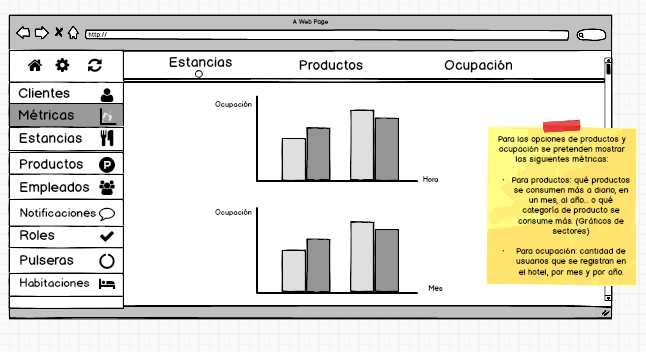 A Web Page
http://
Estancias
Productos
Ocupación
Clientes
Métricas
Estancias
Productos
P
Empleados
Notificaciones
Roles
Pulseras
Habitaciones
Ocupación
Hora
Ocupación
Mes
Para las opciones de productos y
ocupación se pretenden mostrar
las siguientes métricas:
· Para productos: qué productos
se consumen más a diario, en
un mes, al año... o qué
categoría de producto se
consume más. (Gráficos de
sectores)
· Para ocupación: cantidad de
usuarios que se registran en
el hotel, por mes y por año.